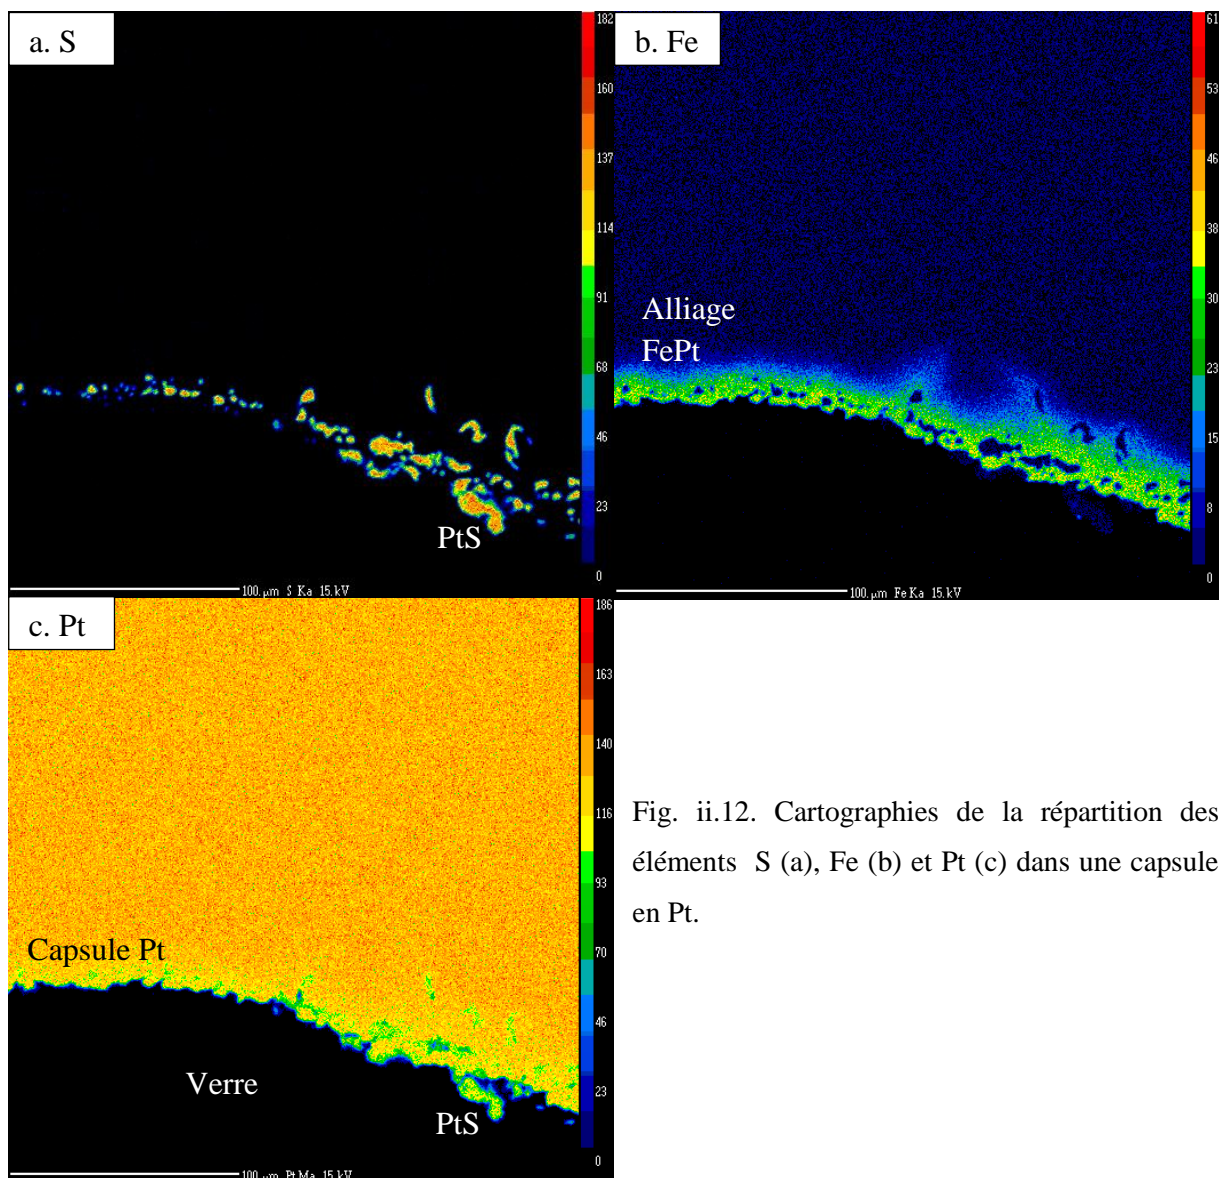 a. S
182
160
137
114
91
68
46
23
0
PtS
100. µm S Ka 15. kV
b. Fe
61
53
46
38
30
23
15
8
0
Alliage
FePt
100. µm Fe Ka 15. kV
c. Pt
186
163
140
116
93
70
46
23
0
Capsule Pt
Verre
PtS
100. µm Pt Ma 15. kV
Fig. ii.12. Cartographies de la répartition des
éléments S (a), Fe (b) et Pt (c) dans une capsule
en Pt.